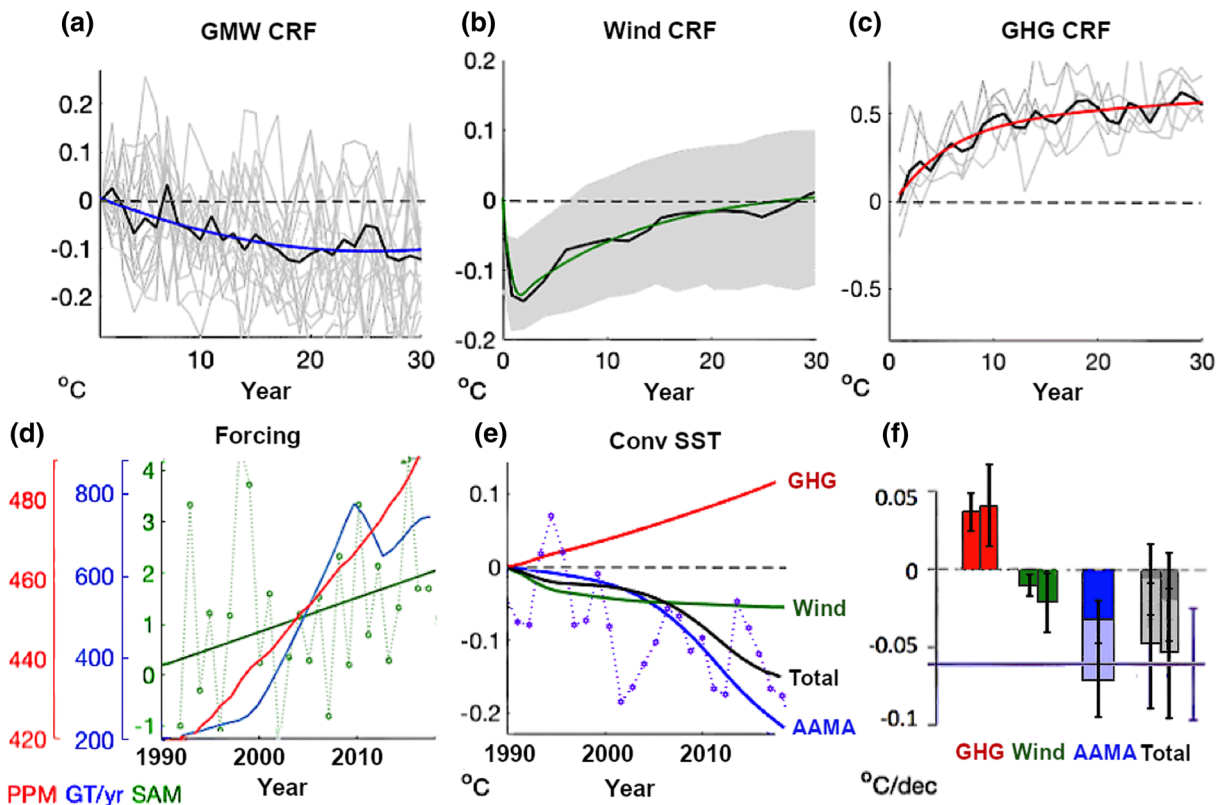 (a) GMW CRF
0.2
0.1
0
-0.1
-0.2
10 20 30
°C Year
(b) Wind CRF
0.2
0.1
0
-0.1
-0.2
0 10 20 30
°C Year
(c) GHG CRF
0.5
0
-0.5
0 10 20 30
°C Year
(d) Forcing
480
460
440
420
800
600
400
200
4
3
2
1
0
-1
1990 2000 2010
Year
PPM GT/yr SAM
(e) Conv SST
0.1
0
-0.1
-0.2
GHG
Wind
Total
AAMA
1990 2000 2010
°C Year
(f)
0.05
0
-0.05
-0.1
GHG Wind AAMA Total
°C/dec